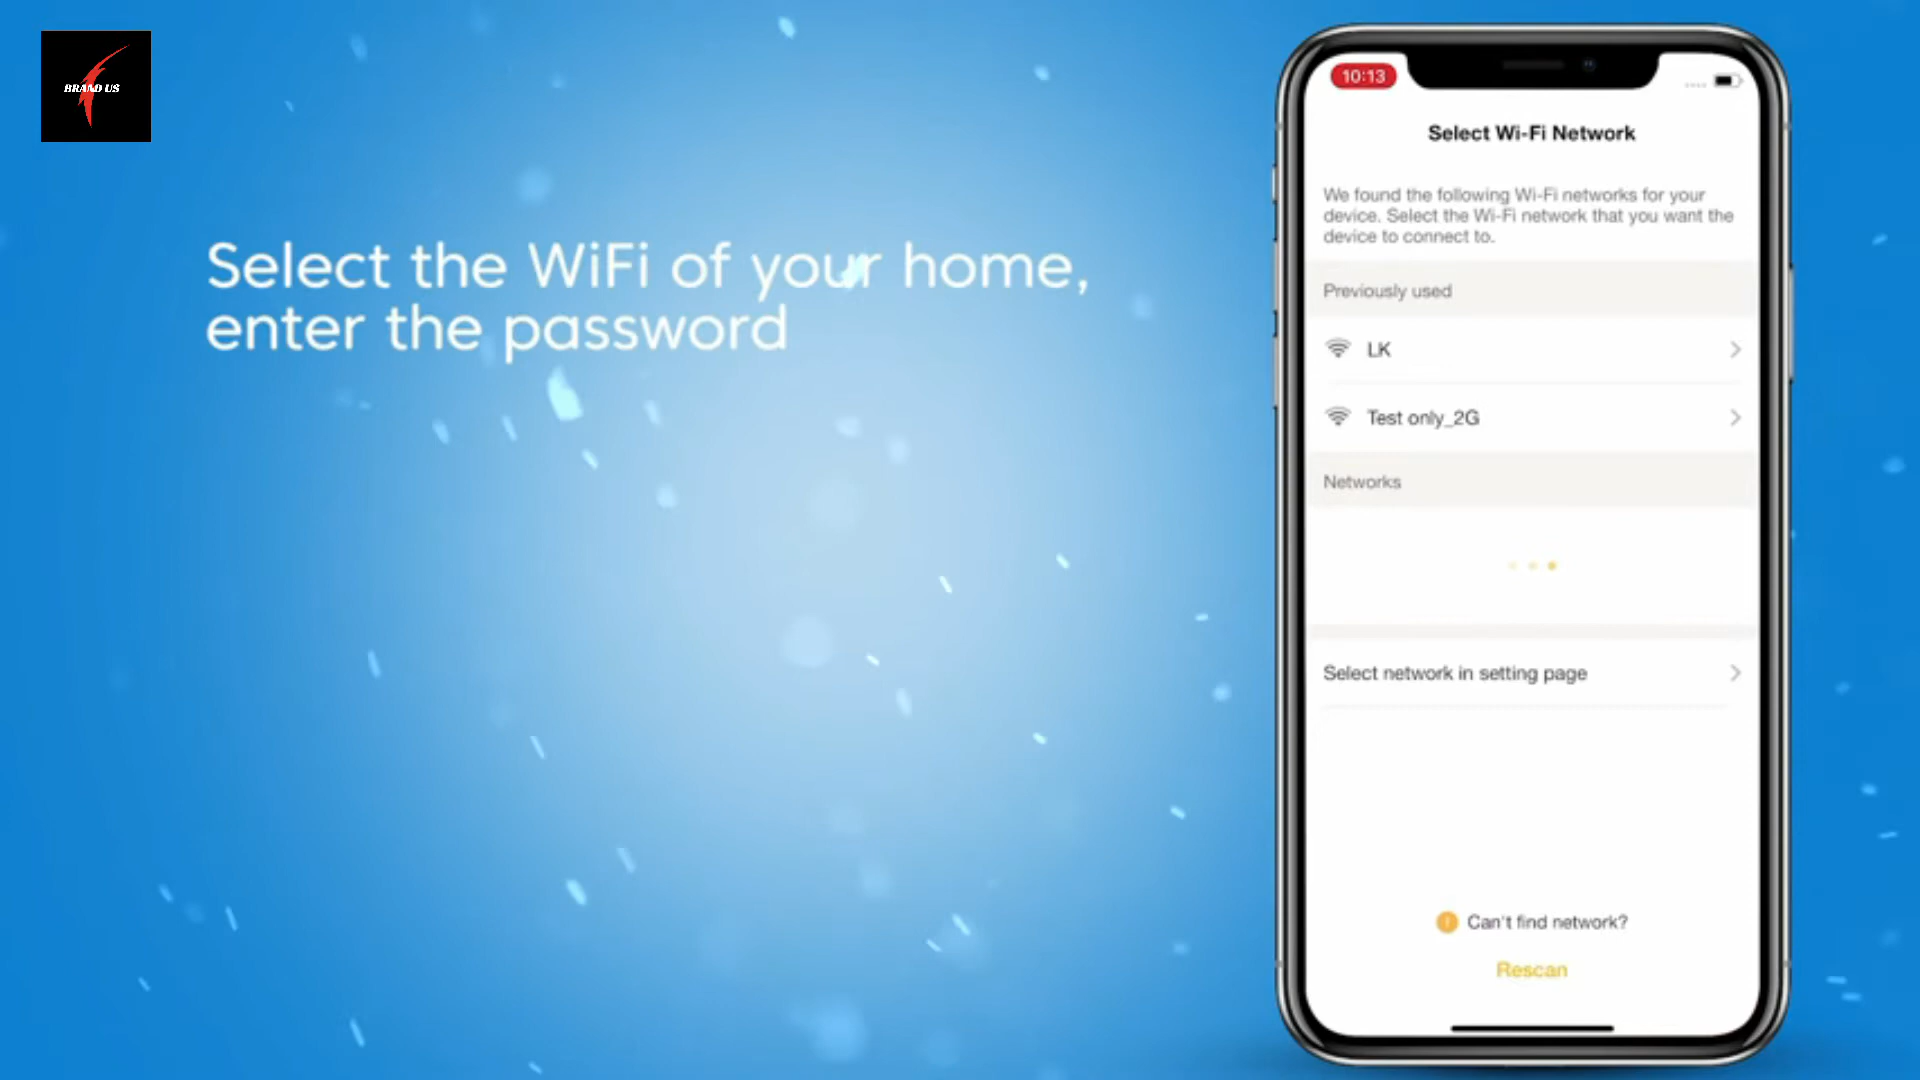 BRAND US
Select the WiFi of your home,
enter the password
10:13
Select Wi-Fi Network
We found the following Wi-Fi networks for your
device. Select the Wi-Fi network that you want the
device to connect to.
Previously used
LK
Test only_2G
Networks
Select network in setting page
Can't find network?
Rescan